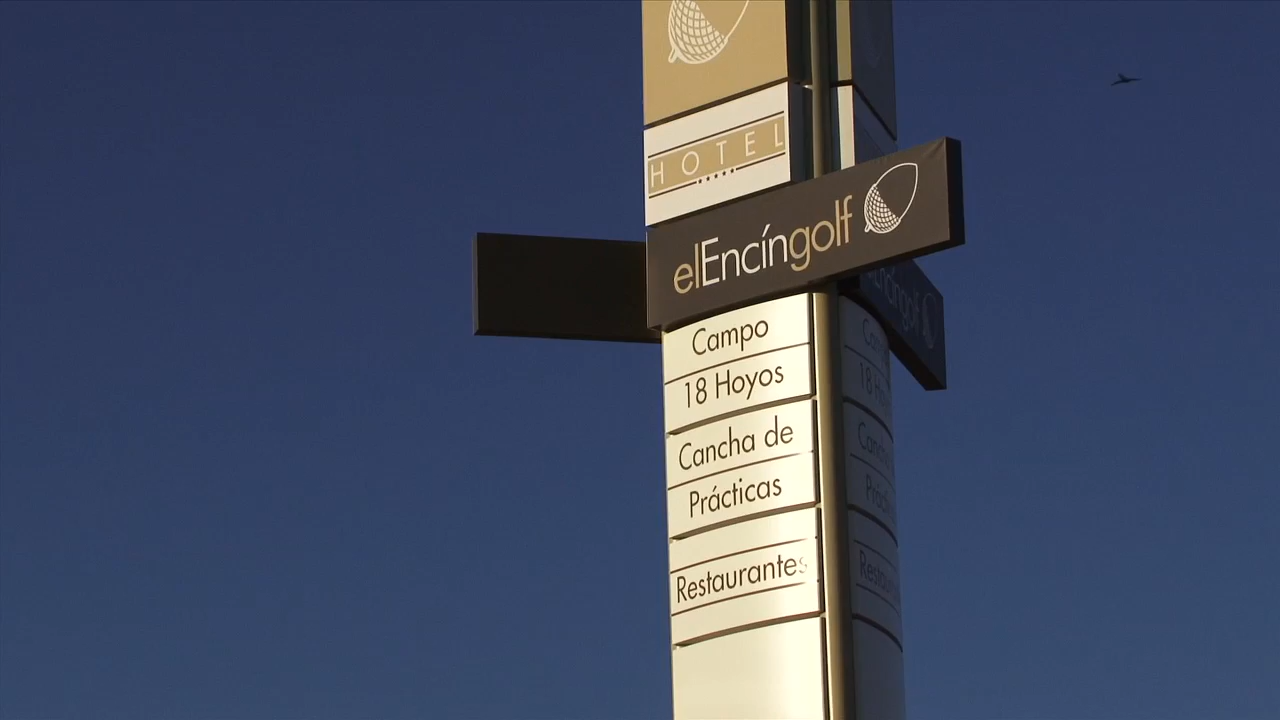 HOTEL
elEncíngolf
Campo
18 Hoyos
Cancha de
Prácticas
Restaurantes